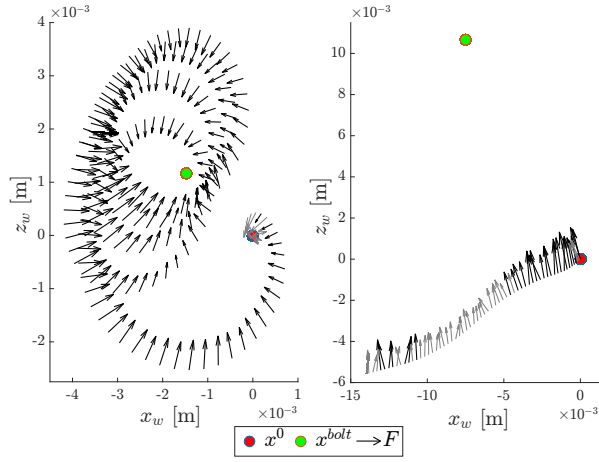 ×10⁻³
4
3
2
1
0
-1
-2
z_w [m]
-4 -3 -2 -1 0 1
×10⁻³
x_w [m]
×10⁻³
10
8
6
4
2
0
-2
-4
-6
z_w [m]
-15 -10 -5 0
×10⁻³
x_w [m]
x⁰ x^{bolt} → F